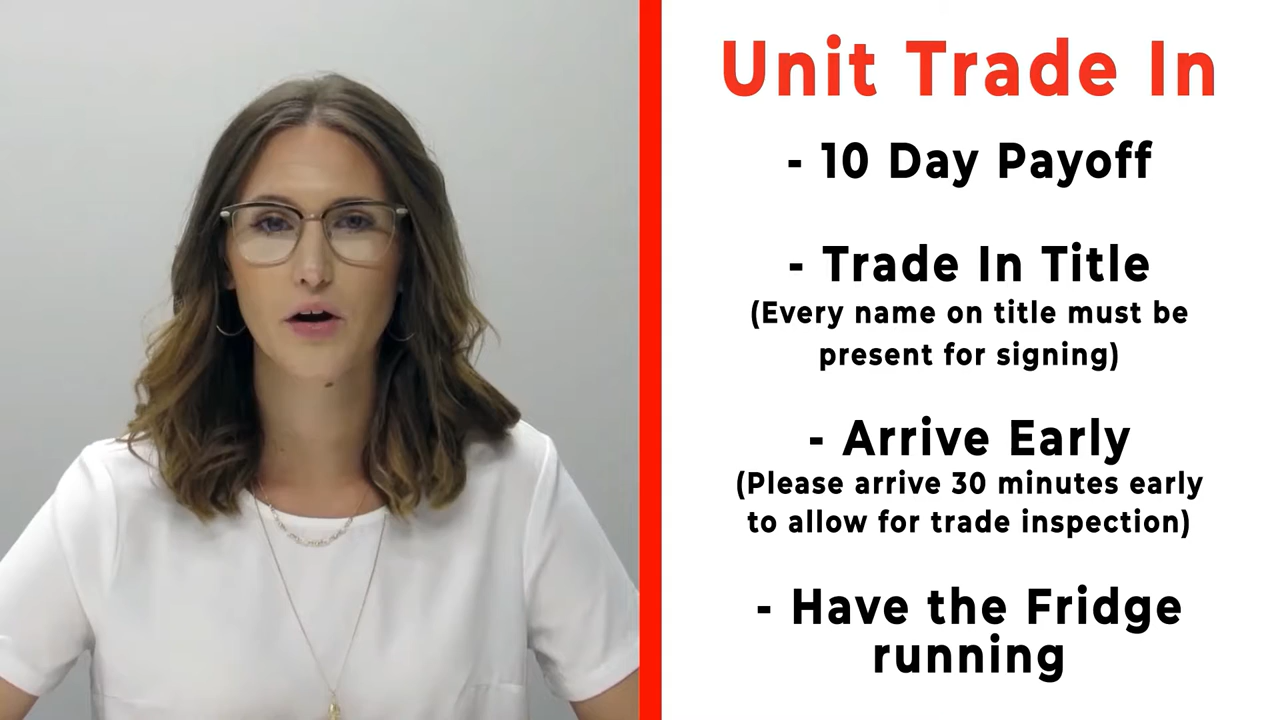 Unit Trade In
- 10 Day Payoff
- Trade In Title
(Every name on title must be
present for signing)
- Arrive Early
(Please arrive 30 minutes early
to allow for trade inspection)
- Have the Fridge
running